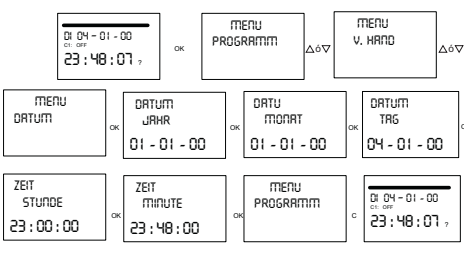 DI 04 - 01 - 00
C1: OFF
23:48:07 ?
OK
MENU
PROGRAMM
△ó▽
MENU
V. HAND
△ó▽
MENU
DATUM
OK
DATUM
JAHR
01 - 01 - 00
OK
DATU
MONAT
01 - 01 - 00
OK
DATUM
TAG
04 - 01 - 00
ZEIT
STUNDE
23:00:00
OK
ZEIT
MINUTE
23:48:00
OK
MENU
PROGRAMM
C
DI 04 - 01 - 00
C1: OFF
23:48:07 ?